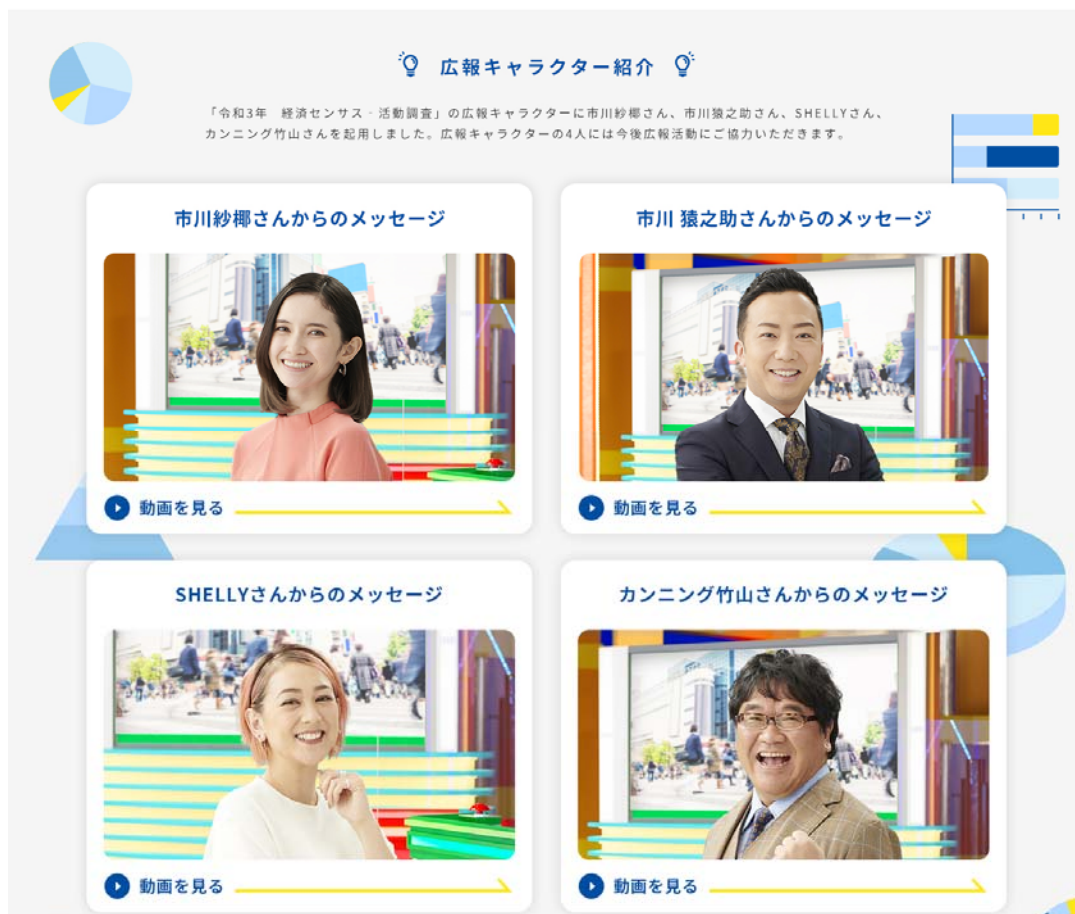 広報キャラクター紹介
「令和3年　経済センサス‐活動調査」の広報キャラクターに市川紗椰さん、市川猿之助さん、SHELLYさん、
カンニング竹山さんを起用しました。広報キャラクターの4人には今後広報活動にご協力いただきます。
市川紗椰さんからのメッセージ
市川 猿之助さんからのメッセージ
動画を見る
動画を見る
SHELLYさんからのメッセージ
カンニング竹山さんからのメッセージ
動画を見る
動画を見る